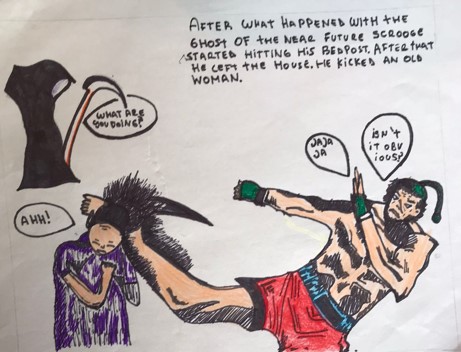 AFTER WHAT HAPPENED WITH THE
GHOST OF THE NEAR FUTURE SCROOGE
STARTED HITTING HIS BEDPOST. AFTER THAT
HE LEFT THE HOUSE. HE KICKED AN OLD
WOMAN.
WHAT ARE
YOU DOING?
JAJA
JA
ISN'T
IT OBV
IOUS?
AHH!